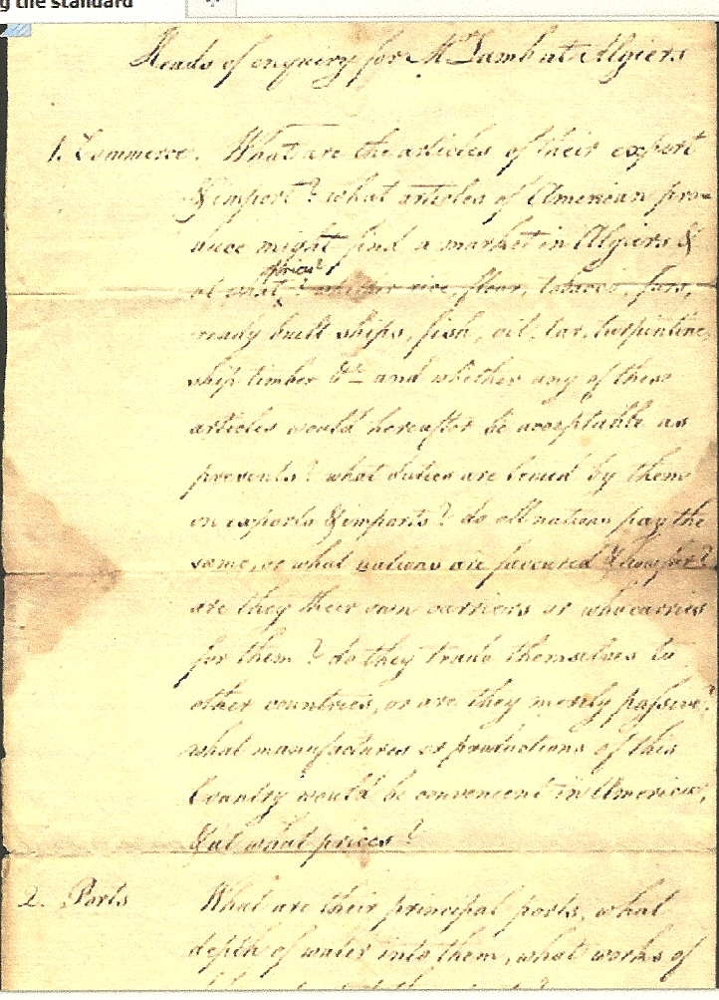 g the standard
Heads of enquiry for Mr Lamb at Algiers
1. Commerce. What are the articles of their export
& import? what articles of American pro=
duce might find a market in Algiers &
at what prices? whether rice, flour, tobacco, furs,
ready built ships, fish, oil, tar, turpentine,
ship timber &c and whether any of these
articles would hereafter be acceptable as
presents? what duties are levied by them
on exports & imports? do all nations pay the
same, or what nations are favoured & how far?
are they their own carriers or who carries
for them? do they trade themselves to
other countries, or are they merely passive?
what manufactures or productions of this
Country would be convenient in America,
& at what prices?
2. Ports What are their principal ports, what
depth of water into them, what works of